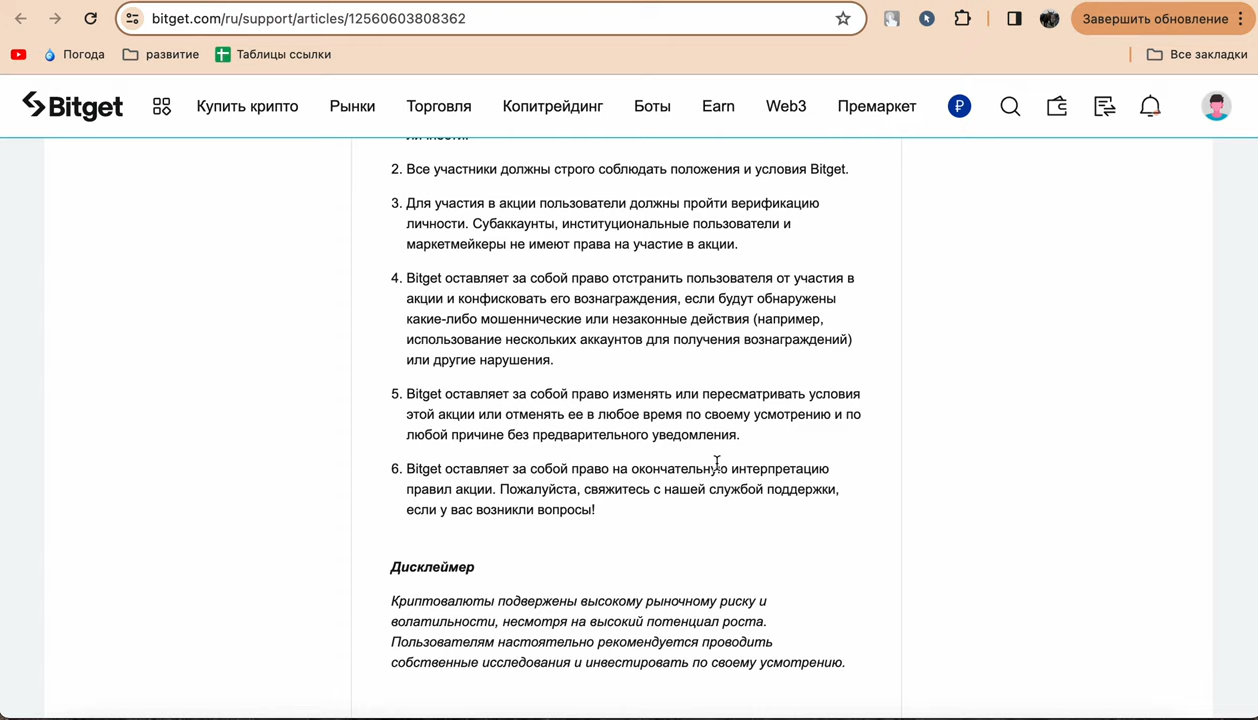 bitget.com/ru/support/articles/12560603808362
Завершить обновление
Погода
развитие
Таблицы ссылки
Все закладки
Bitget
Купить крипто
Рынки
Торговля
Копитрейдинг
Боты
Earn
Web3
Премаркет
₽
2. Все участники должны строго соблюдать положения и условия Bitget.
3. Для участия в акции пользователи должны пройти верификацию
личности. Субаккаунты, институциональные пользователи и
маркетмейкеры не имеют права на участие в акции.
4. Bitget оставляет за собой право отстранить пользователя от участия в
акции и конфисковать его вознаграждения, если будут обнаружены
какие-либо мошеннические или незаконные действия (например,
использование нескольких аккаунтов для получения вознаграждений)
или другие нарушения.
5. Bitget оставляет за собой право изменять или пересматривать условия
этой акции или отменять ее в любое время по своему усмотрению и по
любой причине без предварительного уведомления.
6. Bitget оставляет за собой право на окончательную интерпретацию
правил акции. Пожалуйста, свяжитесь с нашей службой поддержки,
если у вас возникли вопросы!
Дисклеймер
Криптовалюты подвержены высокому рыночному риску и
волатильности, несмотря на высокий потенциал роста.
Пользователям настоятельно рекомендуется проводить
собственные исследования и инвестировать по своему усмотрению.